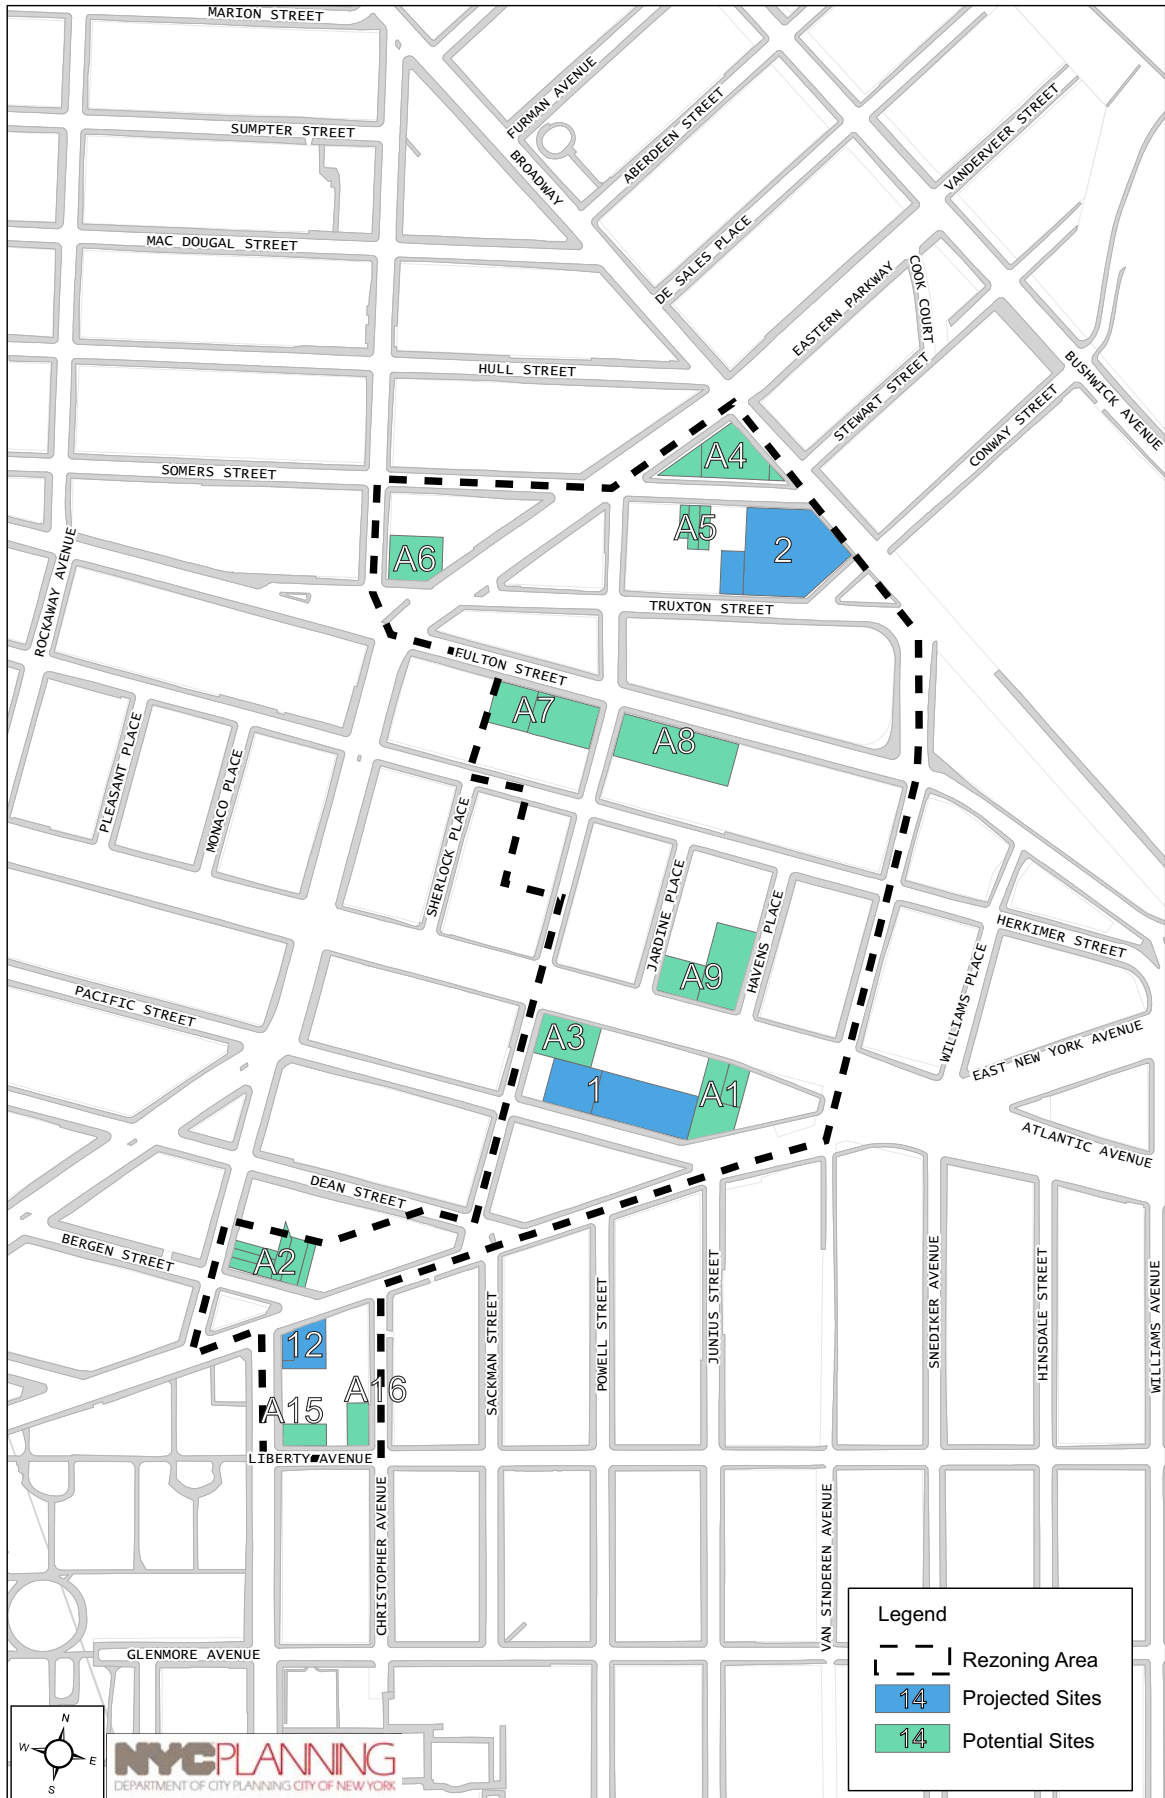 MARION STREET
FURMAN AVENUE
SUMPTER STREET
ABERDEEN STREET
VANDERVEER STREET
BROADWAY
MAC DOUGAL STREET
DE SALES PLACE
EASTERN PARKWAY
COOK COURT
HULL STREET
STEWART STREET
BUSHWICK AVENUE
CONWAY STREET
SOMERS STREET
A4
A5
2
A6
ROCKAWAY AVENUE
TRUXTON STREET
FULTON STREET
A7
A8
PLEASANT PLACE
MONACO PLACE
SHERLOCK PLACE
JARDINE PLACE
HAVENS PLACE
HERKIMER STREET
A9
WILLIAMS PLACE
PACIFIC STREET
A3
EAST NEW YORK AVENUE
1
A1
ATLANTIC AVENUE
DEAN STREET
BERGEN STREET
A2
12
SACKMAN STREET
POWELL STREET
JUNIUS STREET
SNEDIKER AVENUE
HINSDALE STREET
WILLIAMS AVENUE
A16
A15
LIBERTY AVENUE
CHRISTOPHER AVENUE
VAN SINDEREN AVENUE
GLENMORE AVENUE
Legend
Rezoning Area
14 Projected Sites
14 Potential Sites
N
W E
S
NYCPLANNING
DEPARTMENT OF CITY PLANNING CITY OF NEW YORK